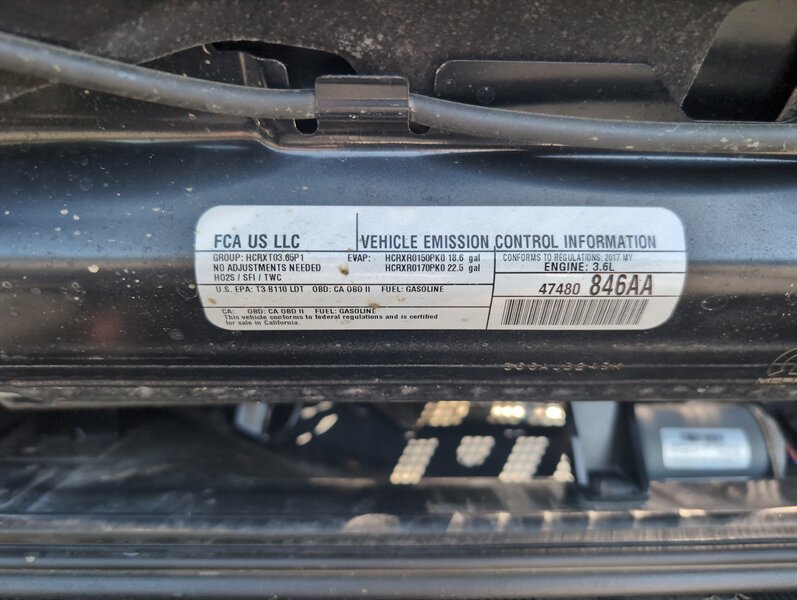 FCA US LLC
VEHICLE EMISSION CONTROL INFORMATION
GROUP: HCRXT03.65P1
NO ADJUSTMENTS NEEDED
HO2S / SFI / TWC
EVAP: HCRXR0150PK0 18.6 gal
HCRXR0170PK0 22.5 gal
CONFORMS TO REGULATIONS: 2017 MY
ENGINE: 3.6L
U.S. EPA: T3 B110 LDT OBD: CA OBD II FUEL: GASOLINE
47480 846AA
CA: OBD: CA OBD II FUEL: GASOLINE
This vehicle conforms to federal regulations and is certified
for sale in California.